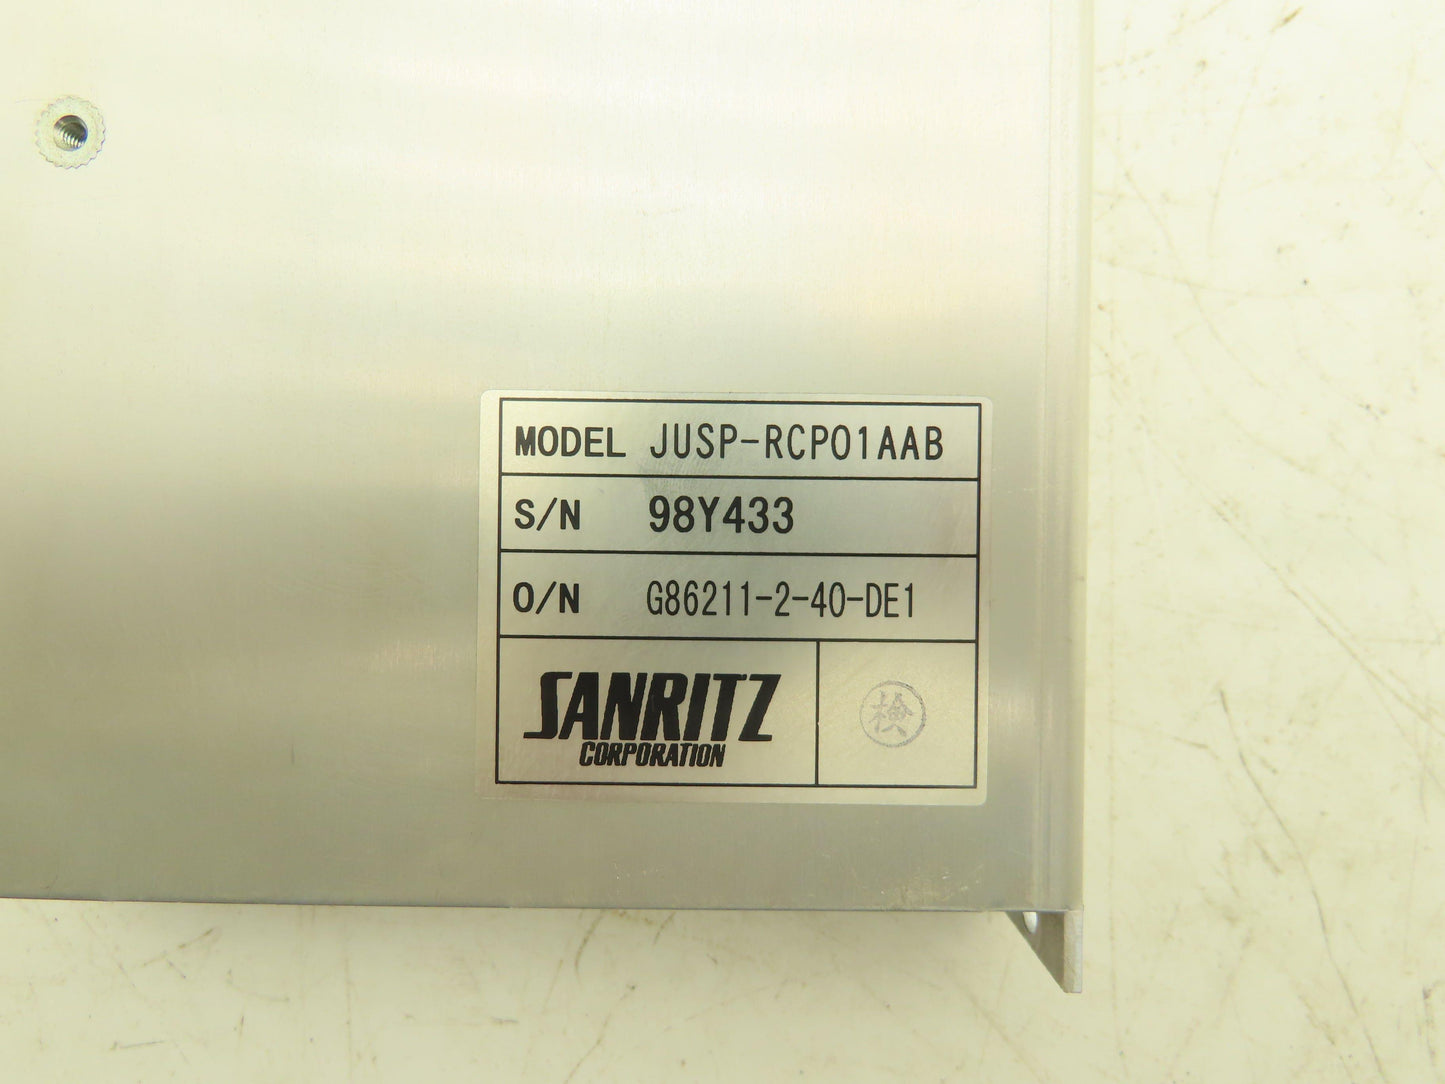 MODEL JUSP-RCP01AAB
S/N 98Y433
O/N G86211-2-40-DE1
SANRITZ
CORPORATION
検